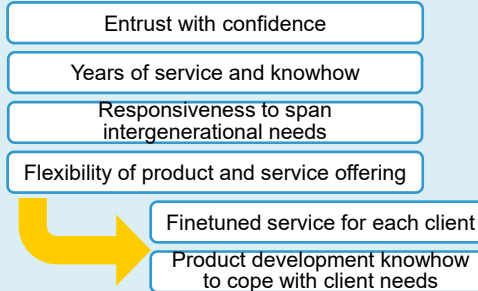 Entrust with confidence
Years of service and knowhow
Responsiveness to span
intergenerational needs
Flexibility of product and service offering
Finetuned service for each client
Product development knowhow
to cope with client needs